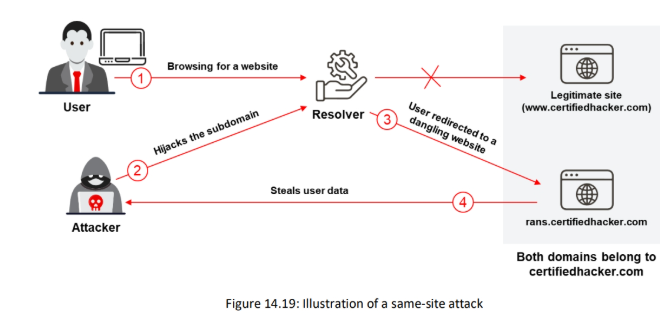 Browsing for a website
1
User
Resolver
Legitimate site
(www.certifiedhacker.com)
Hijacks the subdomain
2
3
User redirected to a
dangling website
Steals user data
4
Attacker
rans.certifiedhacker.com
Both domains belong to
certifiedhacker.com
Figure 14.19: Illustration of a same-site attack